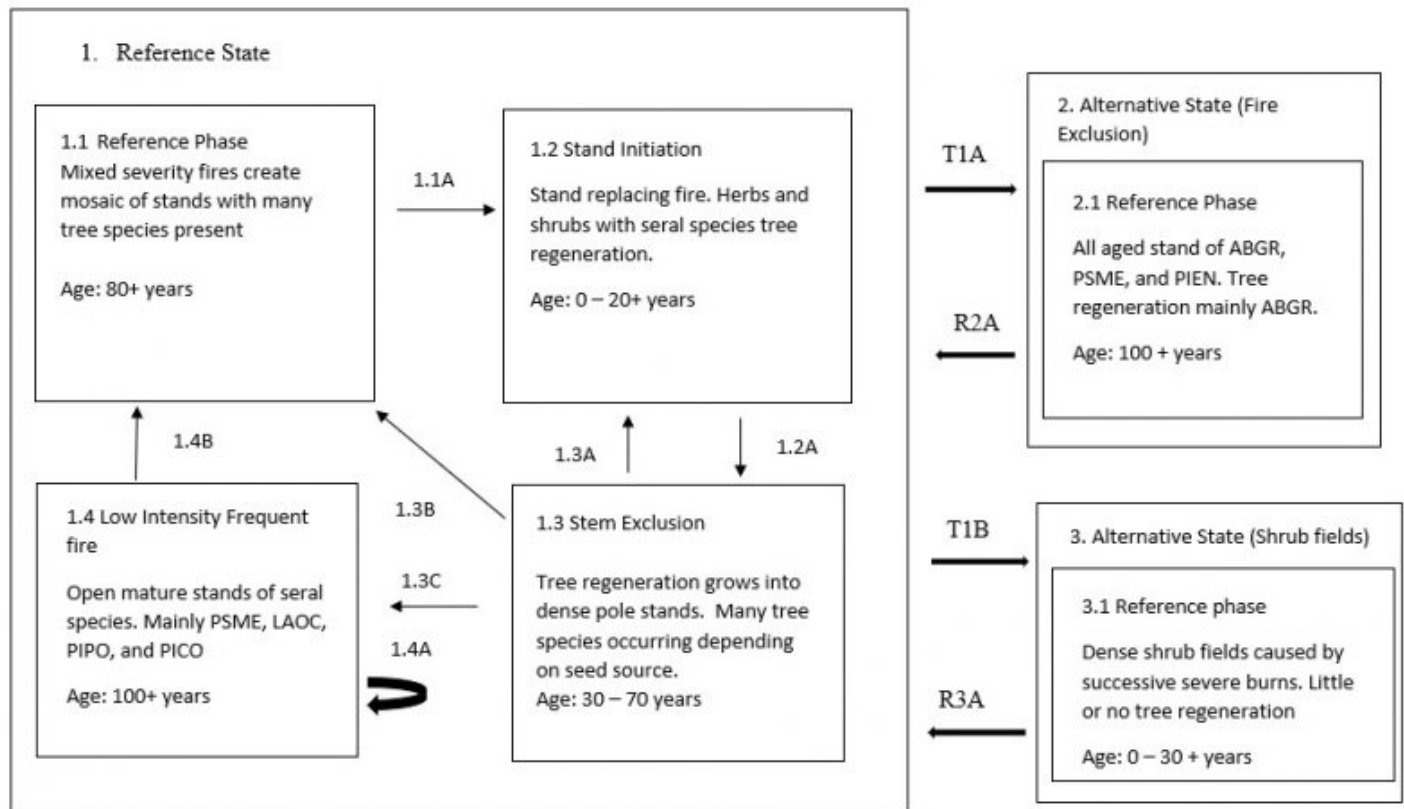 1. Reference State
1.1 Reference Phase
Mixed severity fires create
mosaic of stands with many
tree species present
Age: 80+ years
1.1A
1.2 Stand Initiation
Stand replacing fire. Herbs and
shrubs with seral species tree
regeneration.
Age: 0 – 20+ years
1.4B
1.3A
1.2A
1.4 Low Intensity Frequent
fire
Open mature stands of seral
species. Mainly PSME, LAOC,
PIPO, and PICO
Age: 100+ years
1.3B
1.3C
1.4A
1.3 Stem Exclusion
Tree regeneration grows into
dense pole stands. Many tree
species occurring depending
on seed source.
Age: 30 – 70 years
T1A
R2A
2. Alternative State (Fire
Exclusion)
2.1 Reference Phase
All aged stand of ABGR,
PSME, and PIEN. Tree
regeneration mainly ABGR.
Age: 100 + years
T1B
R3A
3. Alternative State (Shrub fields)
3.1 Reference phase
Dense shrub fields caused by
successive severe burns. Little
or no tree regeneration
Age: 0 – 30 + years